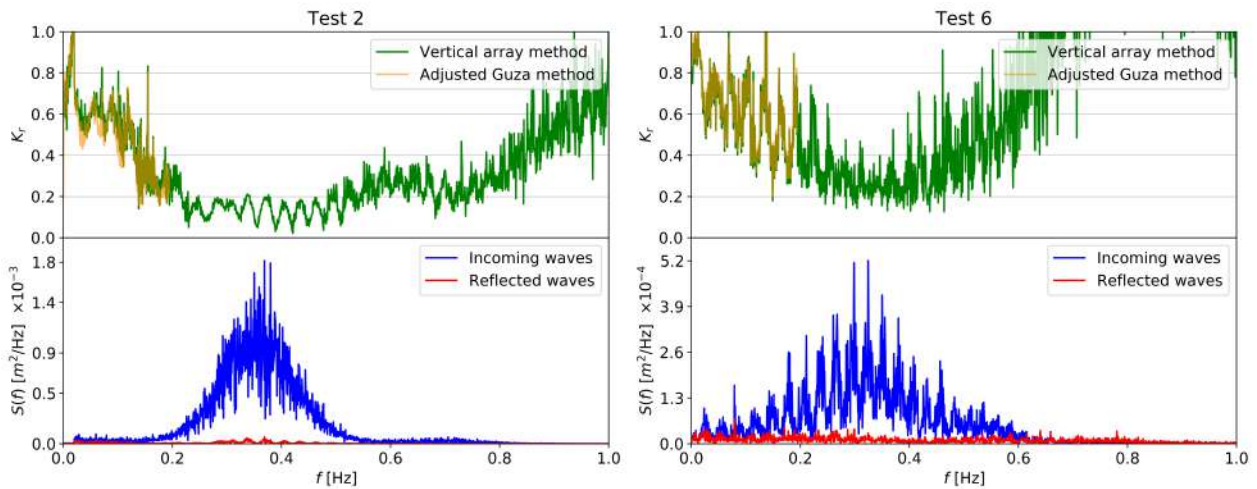 Test 2
Test 6
1.0
0.8
0.6
0.4
0.2
0.0
K_r
Vertical array method
Adjusted Guza method
1.0
0.8
0.6
0.4
0.2
0.0
K_r
Vertical array method
Adjusted Guza method
1.8
1.4
0.9
0.5
0.0
S(f) [m²/Hz] ×10⁻³
Incoming waves
Reflected waves
0.0 0.2 0.4 0.6 0.8 1.0
f [Hz]
5.2
3.9
2.6
1.3
0.0
S(f) [m²/Hz] ×10⁻⁴
Incoming waves
Reflected waves
0.0 0.2 0.4 0.6 0.8 1.0
f [Hz]